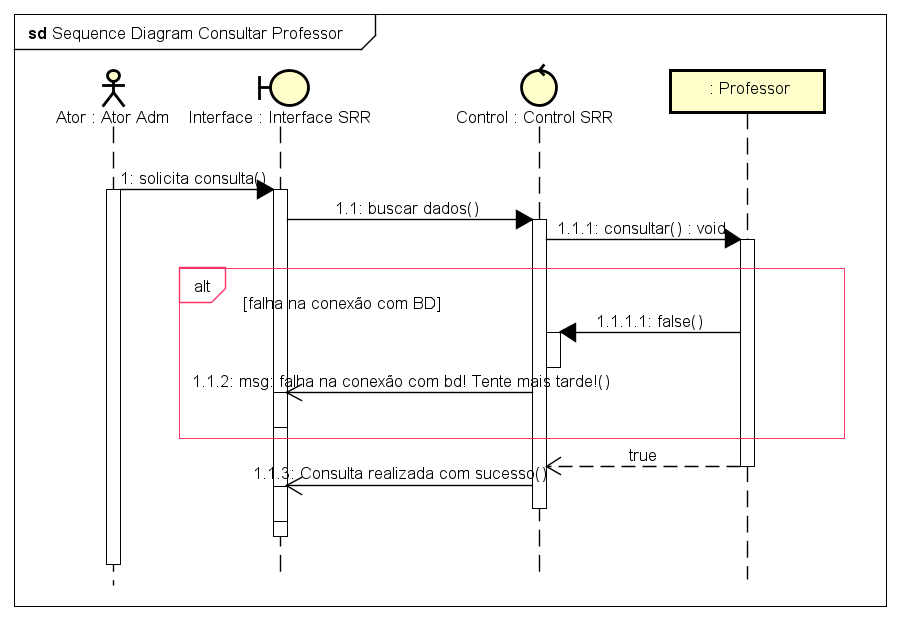 sd Sequence Diagram Consultar Professor
Ator : Ator Adm
Interface : Interface SRR
Control : Control SRR
: Professor
1: solicita consulta()
1.1: buscar dados()
1.1.1: consultar() : void
alt
[falha na conexão com BD]
1.1.1.1: false()
1.1.2: msg: falha na conexão com bd! Tente mais tarde!()
true
1.1.3: Consulta realizada com sucesso()